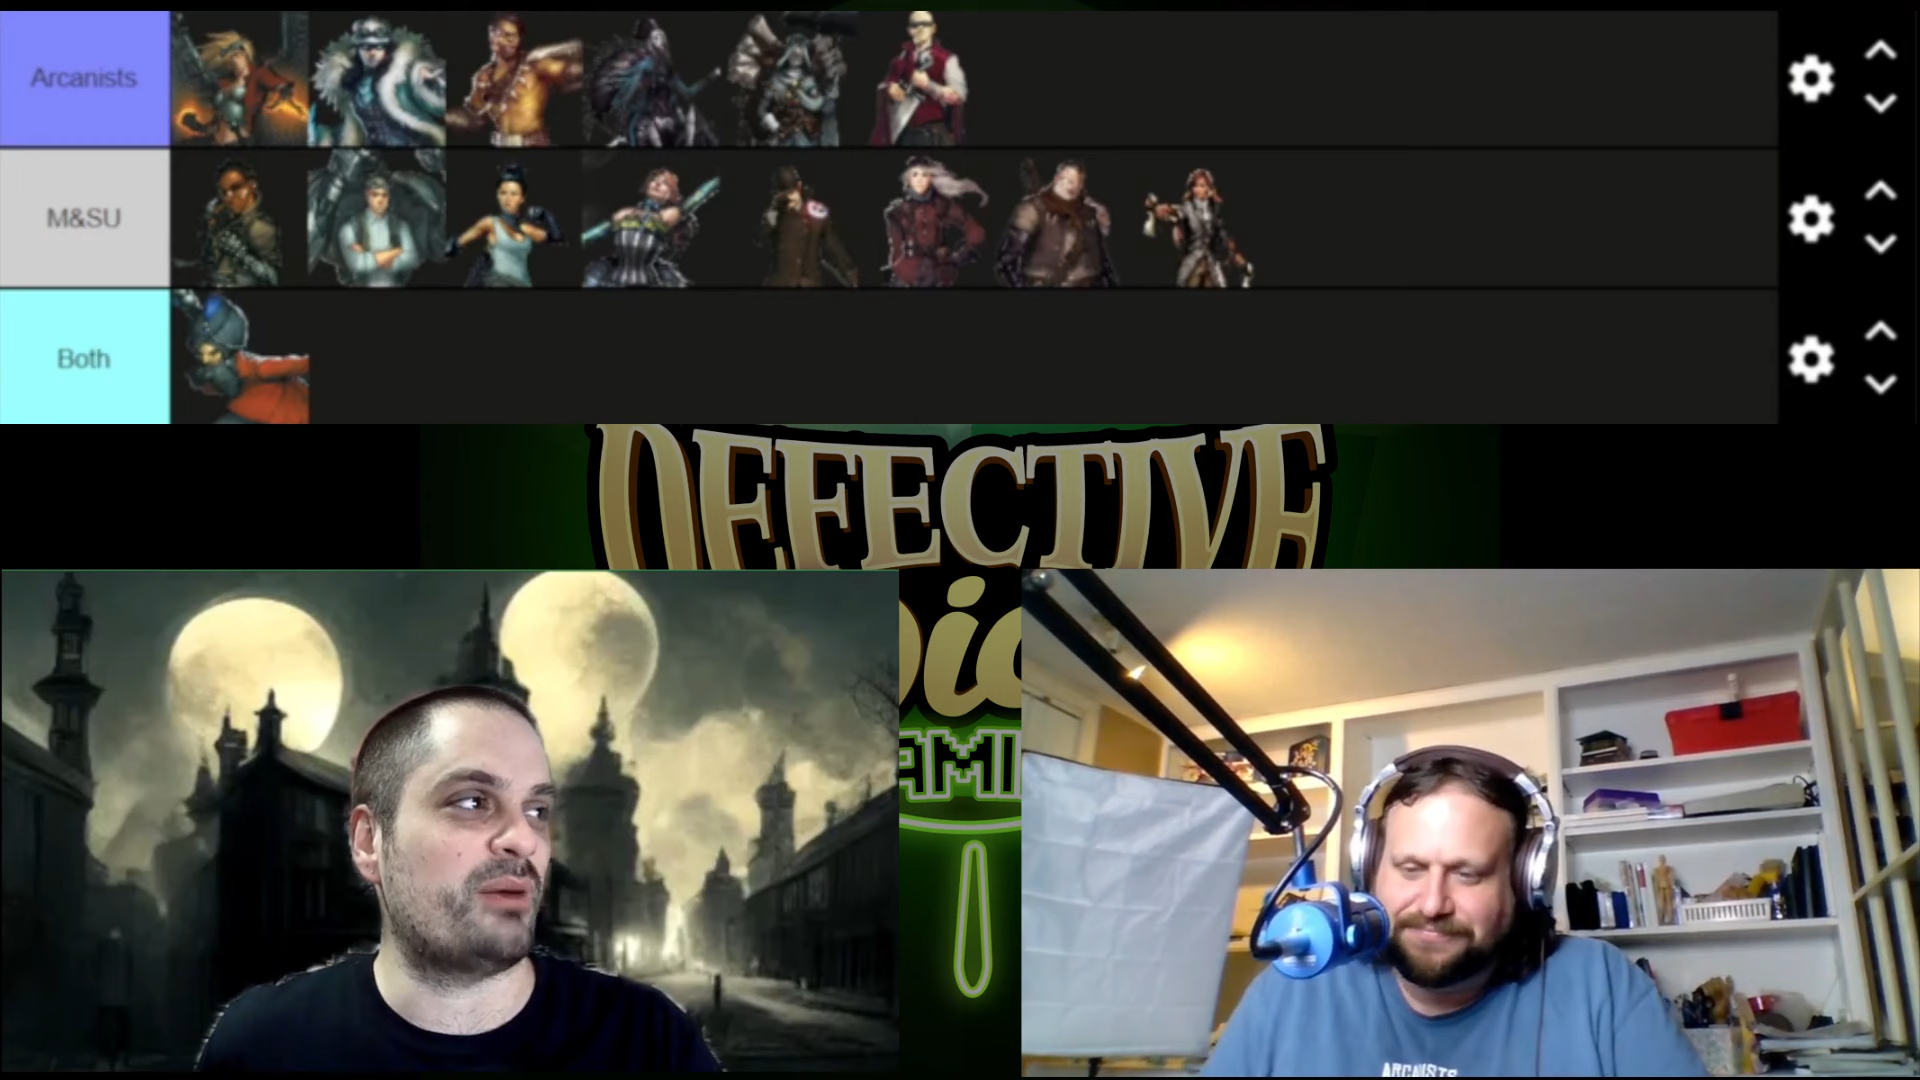 Arcanists
M&SU
Both
DEFECTIVE
ARCANISTS